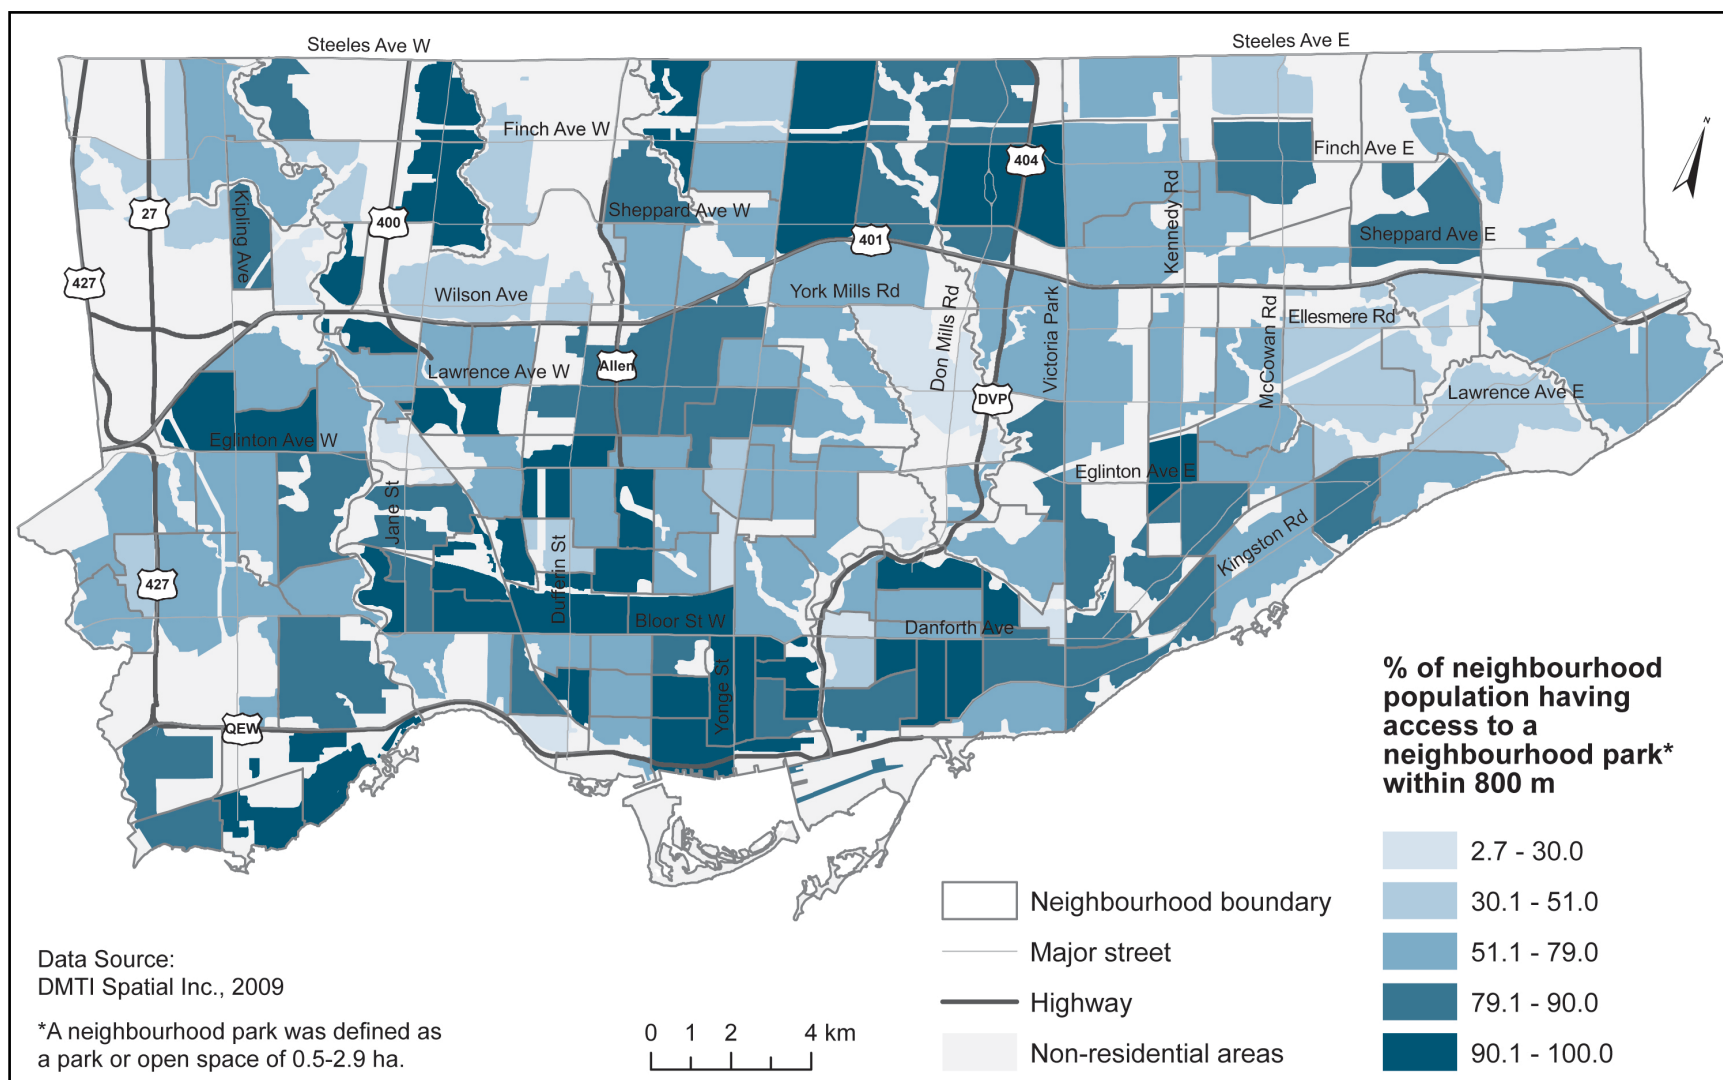 Steeles Ave W
Steeles Ave E
N
Finch Ave W
404
Finch Ave E
27
Kipling Ave
400
Sheppard Ave W
401
Kennedy Rd
Sheppard Ave E
427
Wilson Ave
York Mills Rd
Don Mills Rd
Victoria Park
McCowan Rd
Ellesmere Rd
Allen
Lawrence Ave W
DVP
Lawrence Ave E
Eglinton Ave W
Eglinton Ave E
Jane St
Dufferin St
Kingston Rd
427
Bloor St W
Danforth Ave
Yonge St
QEW
% of neighbourhood
population having
access to a
neighbourhood park*
within 800 m
2.7 - 30.0
30.1 - 51.0
51.1 - 79.0
79.1 - 90.0
90.1 - 100.0
Neighbourhood boundary
Major street
Highway
Non-residential areas
Data Source:
DMTI Spatial Inc., 2009
*A neighbourhood park was defined as
a park or open space of 0.5-2.9 ha.
0 1 2 4 km